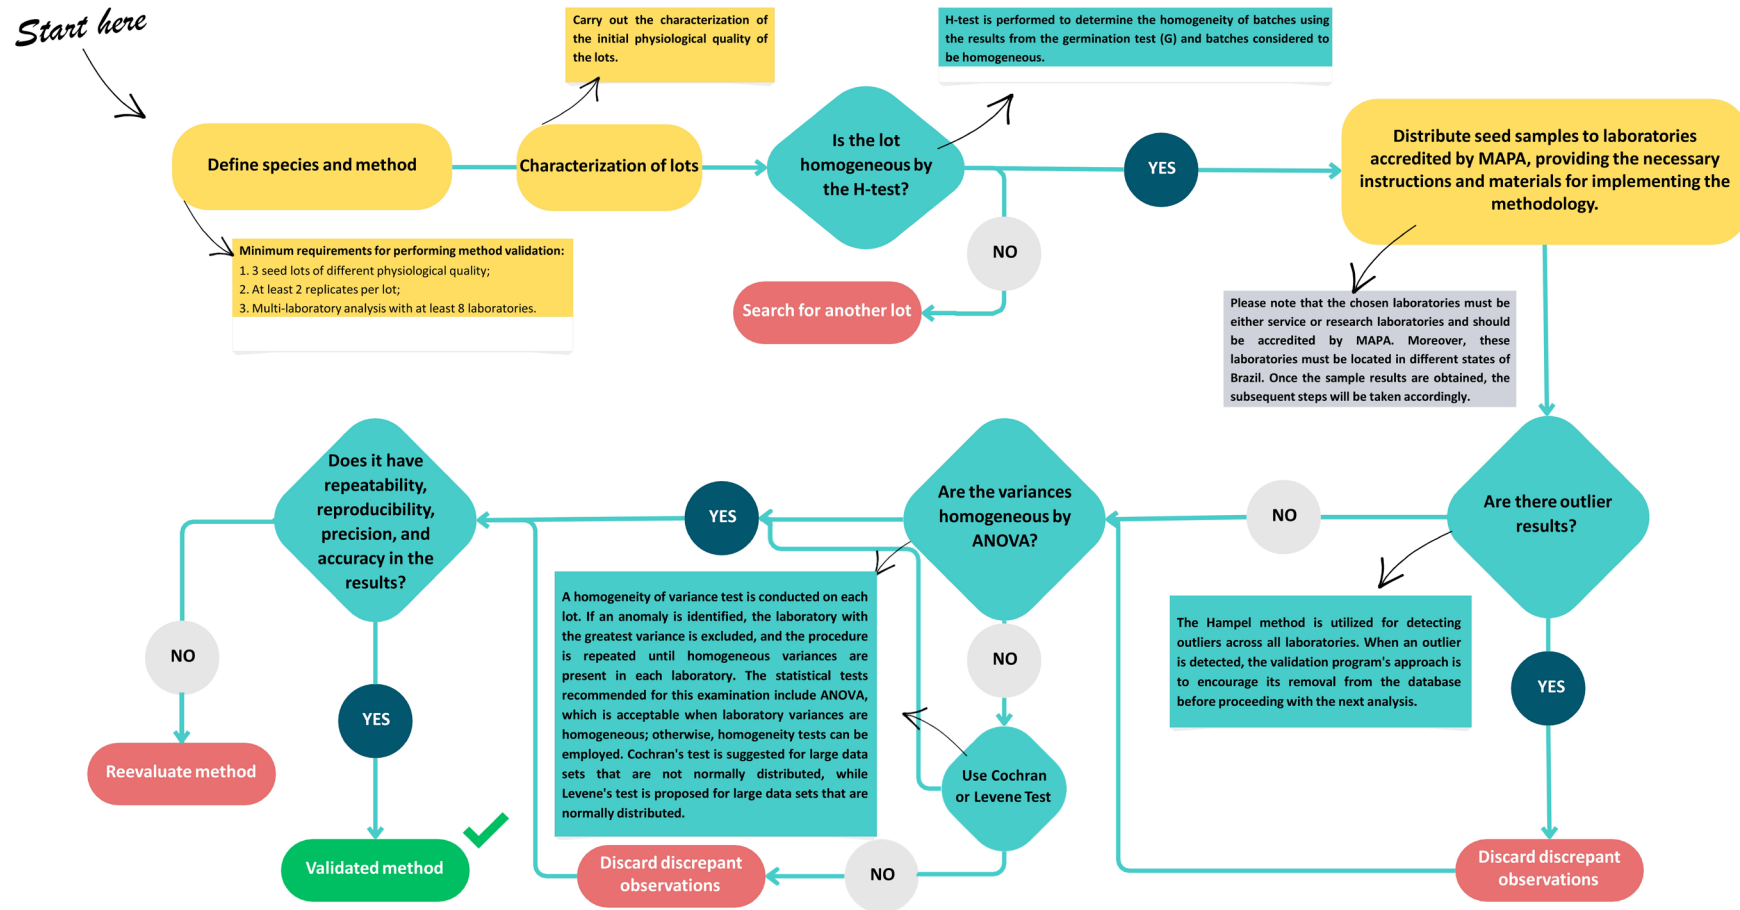 Start here
Carry out the characterization of
the initial physiological quality of
the lots.
H-test is performed to determine the homogeneity of batches using
the results from the germination test (G) and batches considered to
be homogeneous.
Define species and method
Characterization of lots
Is the lot
homogeneous by
the H-test?
YES
Distribute seed samples to laboratories
accredited by MAPA, providing the necessary
instructions and materials for implementing the
methodology.
Minimum requirements for performing method validation:
1. 3 seed lots of different physiological quality;
2. At least 2 replicates per lot;
3. Multi-laboratory analysis with at least 8 laboratories.
NO
Search for another lot
Please note that the chosen laboratories must be
either service or research laboratories and should
be accredited by MAPA. Moreover, these
laboratories must be located in different states of
Brazil. Once the sample results are obtained, the
subsequent steps will be taken accordingly.
Are there outlier
results?
NO
The Hampel method is utilized for detecting
outliers across all laboratories. When an outlier
is detected, the validation program's approach is
to encourage its removal from the database
before proceeding with the next analysis.
YES
Discard discrepant
observations
Are the variances
homogeneous by
ANOVA?
YES
A homogeneity of variance test is conducted on each
lot. If an anomaly is identified, the laboratory with
the greatest variance is excluded, and the procedure
is repeated until homogeneous variances are
present in each laboratory. The statistical tests
recommended for this examination include ANOVA,
which is acceptable when laboratory variances are
homogeneous; otherwise, homogeneity tests can be
employed. Cochran's test is suggested for large data
sets that are not normally distributed, while
Levene's test is proposed for large data sets that are
normally distributed.
NO
Use Cochran
or Levene Test
NO
Discard discrepant
observations
Does it have
repeatability,
reproducibility,
precision, and
accuracy in the
results?
NO
Reevaluate method
YES
Validated method